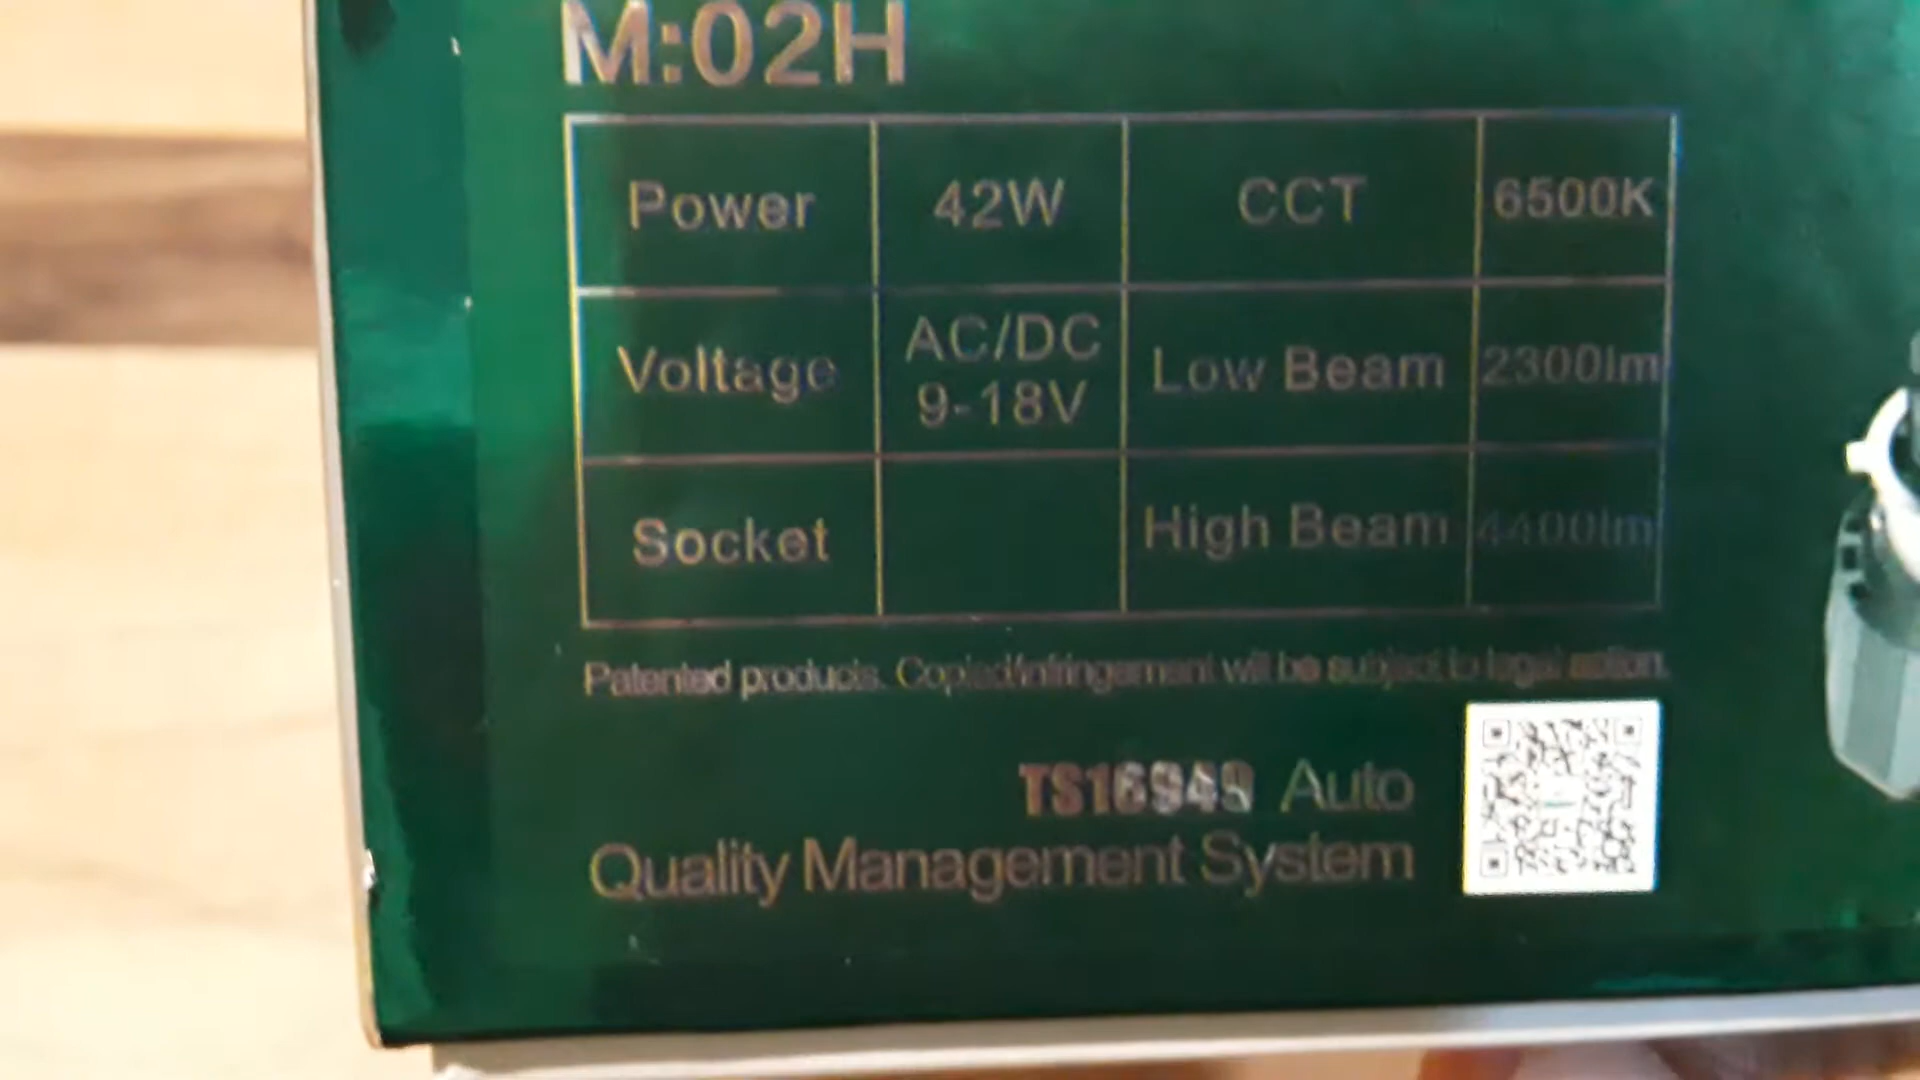 M:02H
Power 42W CCT 6500K
Voltage AC/DC 9-18V Low Beam 2300lm
Socket High Beam 4400lm
Patented products. Copied/infringement will be subject to legal action.
TS16949 Auto
Quality Management System